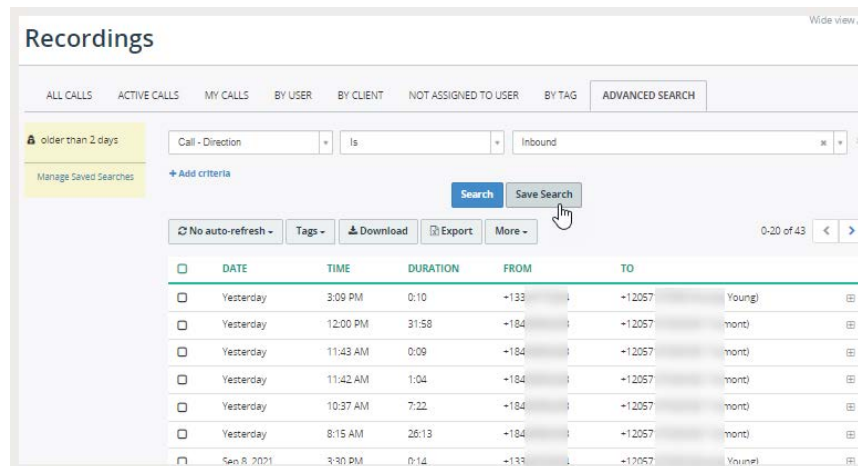 Wide view
Recordings
ALL CALLS ACTIVE CALLS MY CALLS BY USER BY CLIENT NOT ASSIGNED TO USER BY TAG ADVANCED SEARCH
older than 2 days
Call - Direction Is Inbound
Manage Saved Searches
+ Add criteria
Search Save Search
No auto-refresh Tags Download Export More 0-20 of 43
DATE TIME DURATION FROM TO
Yesterday 3:09 PM 0:10 +133 +12057 Young)
Yesterday 12:00 PM 31:58 +184 +12057 mont)
Yesterday 11:43 AM 0:09 +184 +12057 mont)
Yesterday 11:42 AM 1:04 +184 +12057 mont)
Yesterday 10:37 AM 7:22 +184 +12057 mont)
Yesterday 8:15 AM 26:13 +184 +12057 mont)
Sep 8, 2021 3:30 PM 0:14 +133 +12057 Young)